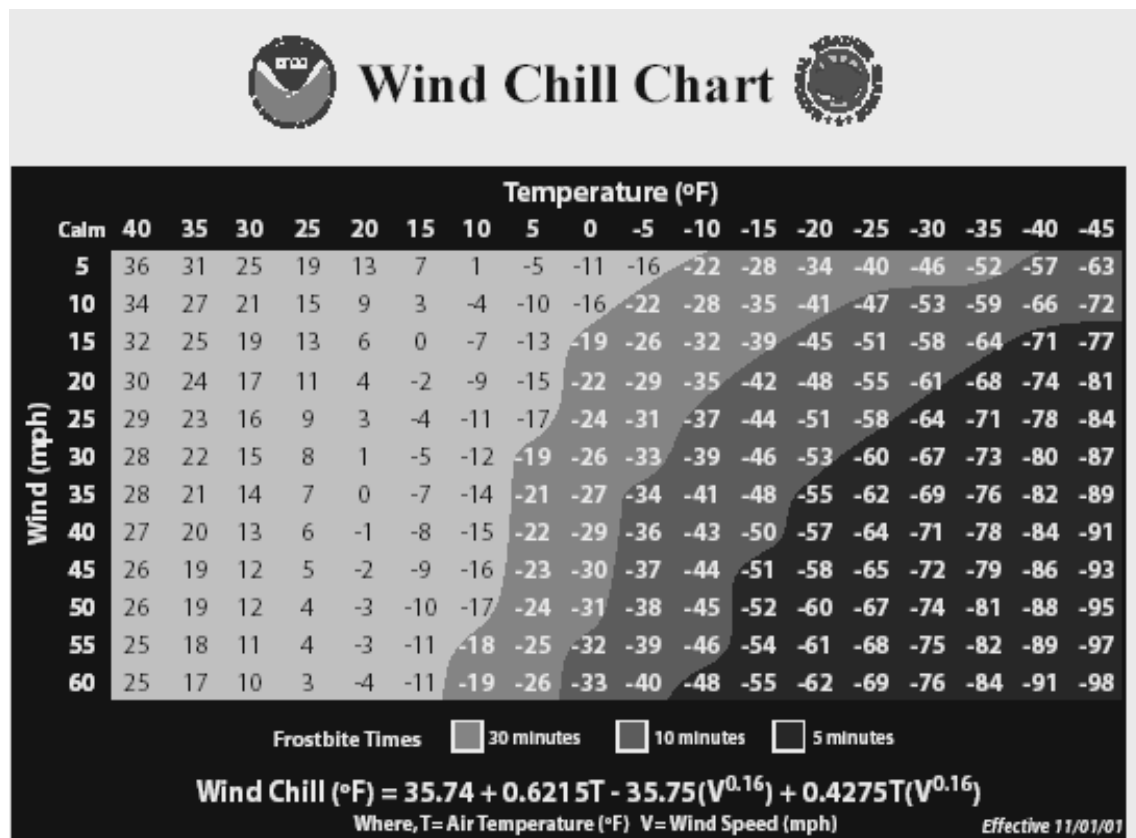 Wind Chill Chart
Temperature (ºF)
Calm 40 35 30 25 20 15 10 5 0 -5 -10 -15 -20 -25 -30 -35 -40 -45
Wind (mph)
5 36 31 25 19 13 7 1 -5 -11 -16 -22 -28 -34 -40 -46 -52 -57 -63
10 34 27 21 15 9 3 -4 -10 -16 -22 -28 -35 -41 -47 -53 -59 -66 -72
15 32 25 19 13 6 0 -7 -13 -19 -26 -32 -39 -45 -51 -58 -64 -71 -77
20 30 24 17 11 4 -2 -9 -15 -22 -29 -35 -42 -48 -55 -61 -68 -74 -81
25 29 23 16 9 3 -4 -11 -17 -24 -31 -37 -44 -51 -58 -64 -71 -78 -84
30 28 22 15 8 1 -5 -12 -19 -26 -33 -39 -46 -53 -60 -67 -73 -80 -87
35 28 21 14 7 0 -7 -14 -21 -27 -34 -41 -48 -55 -62 -69 -76 -82 -89
40 27 20 13 6 -1 -8 -15 -22 -29 -36 -43 -50 -57 -64 -71 -78 -84 -91
45 26 19 12 5 -2 -9 -16 -23 -30 -37 -44 -51 -58 -65 -72 -79 -86 -93
50 26 19 12 4 -3 -10 -17 -24 -31 -38 -45 -52 -60 -67 -74 -81 -88 -95
55 25 18 11 4 -3 -11 -18 -25 -32 -39 -46 -54 -61 -68 -75 -82 -89 -97
60 25 17 10 3 -4 -11 -19 -26 -33 -40 -48 -55 -62 -69 -76 -84 -91 -98
Frostbite Times 30 minutes 10 minutes 5 minutes
Wind Chill (ºF) = 35.74 + 0.6215T - 35.75(V^0.16) + 0.4275T(V^0.16)
Where, T= Air Temperature (ºF) V= Wind Speed (mph)
Effective 11/01/01